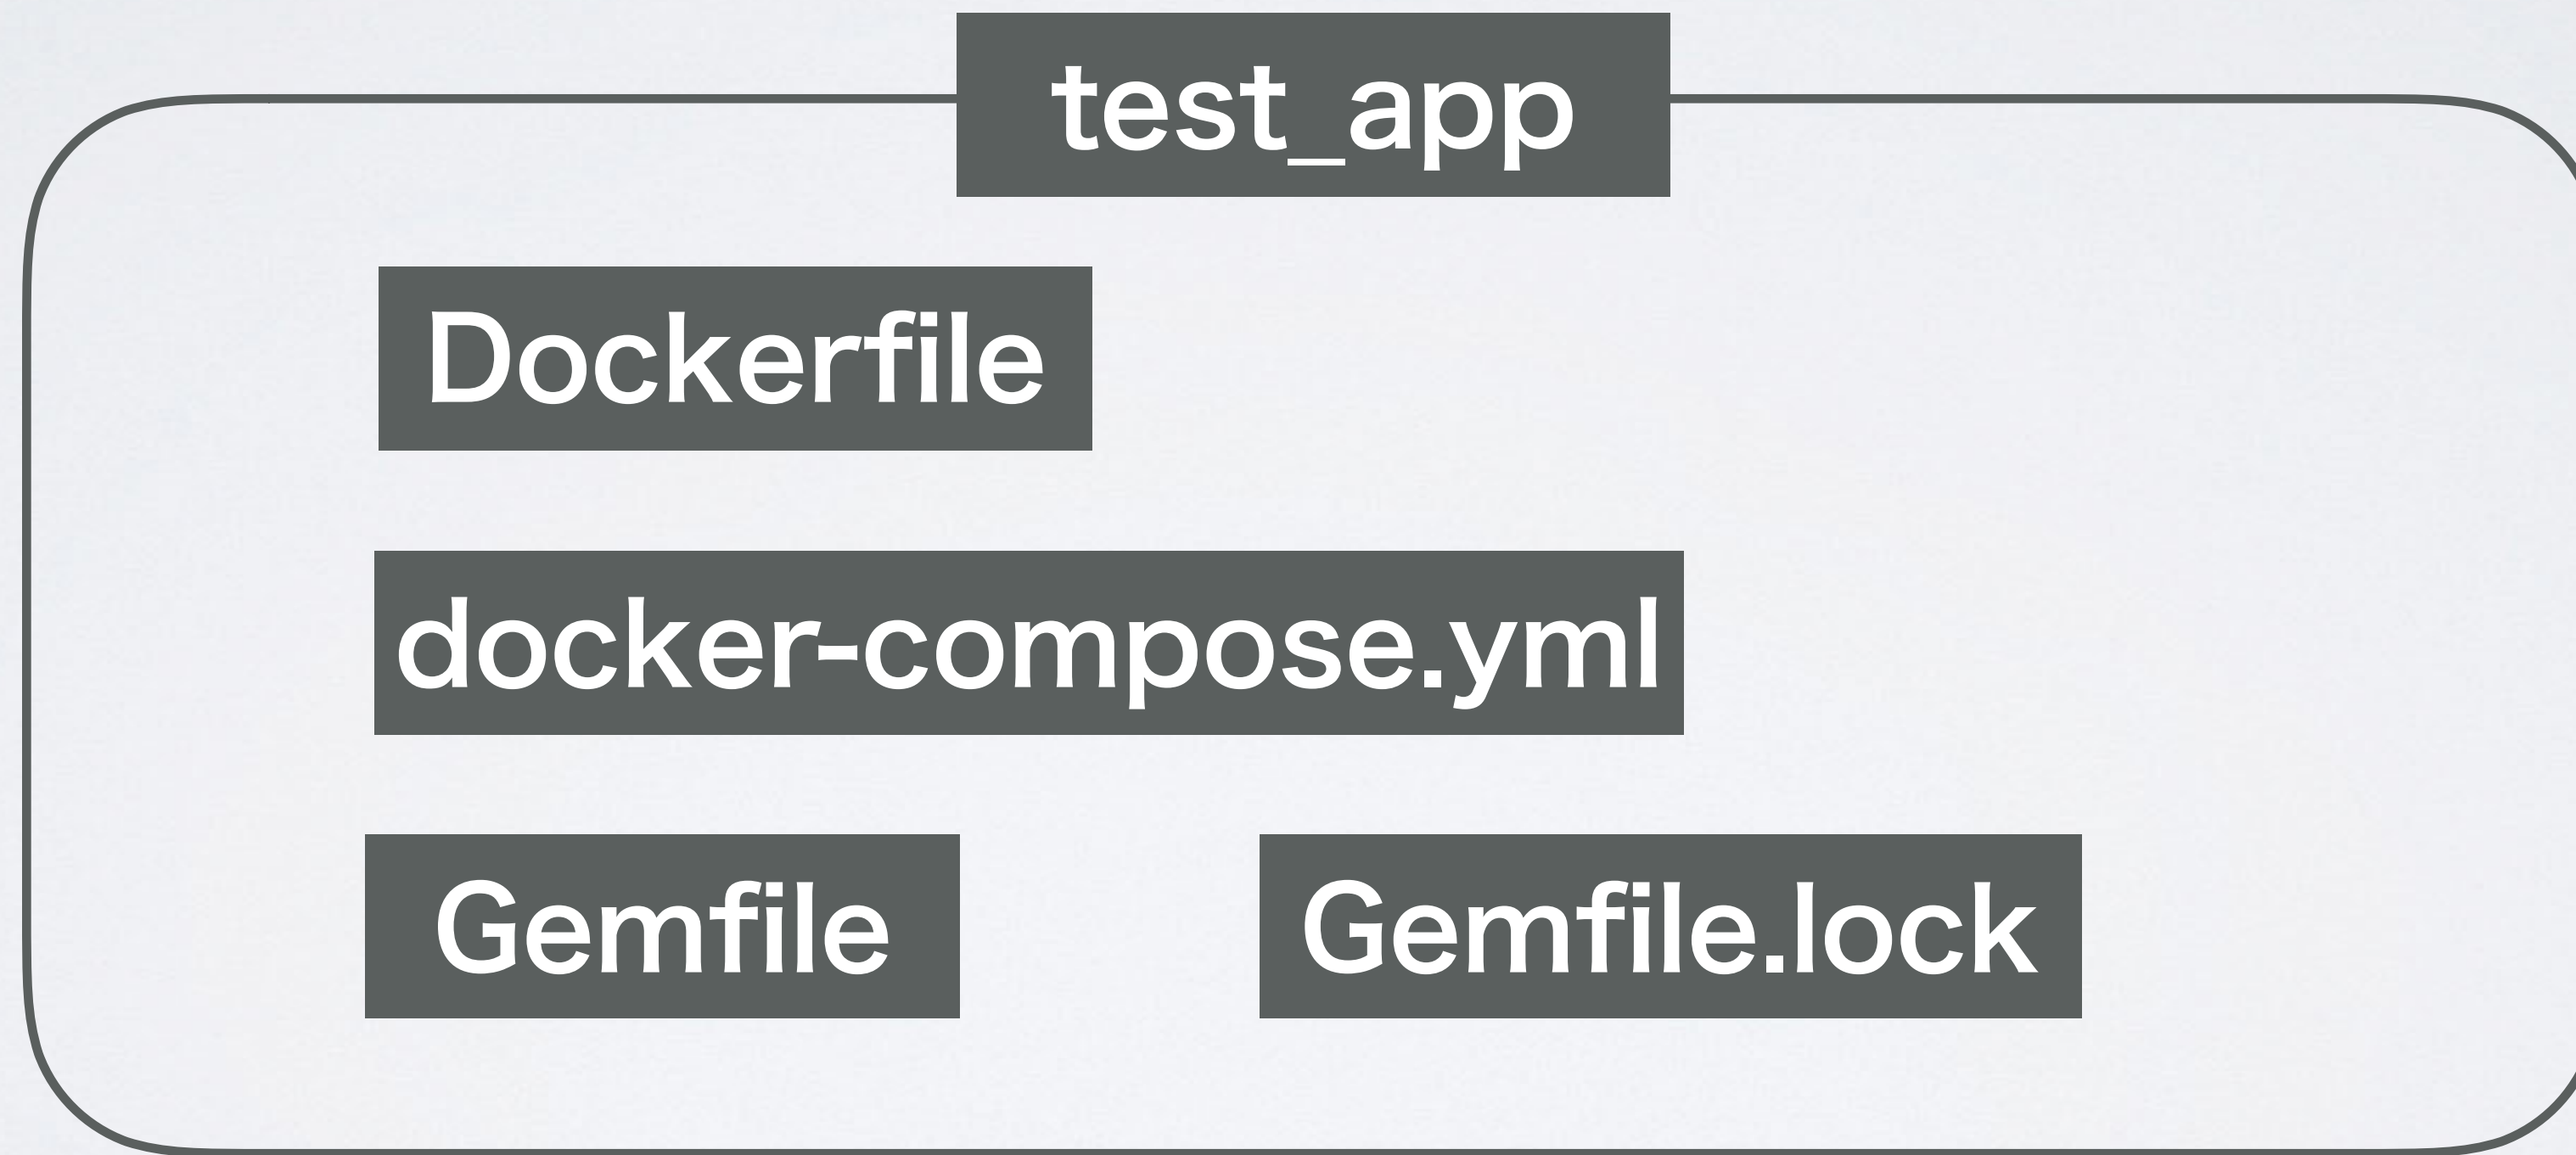 test_app
Dockerfile
docker-compose.yml
Gemfile
Gemfile.lock